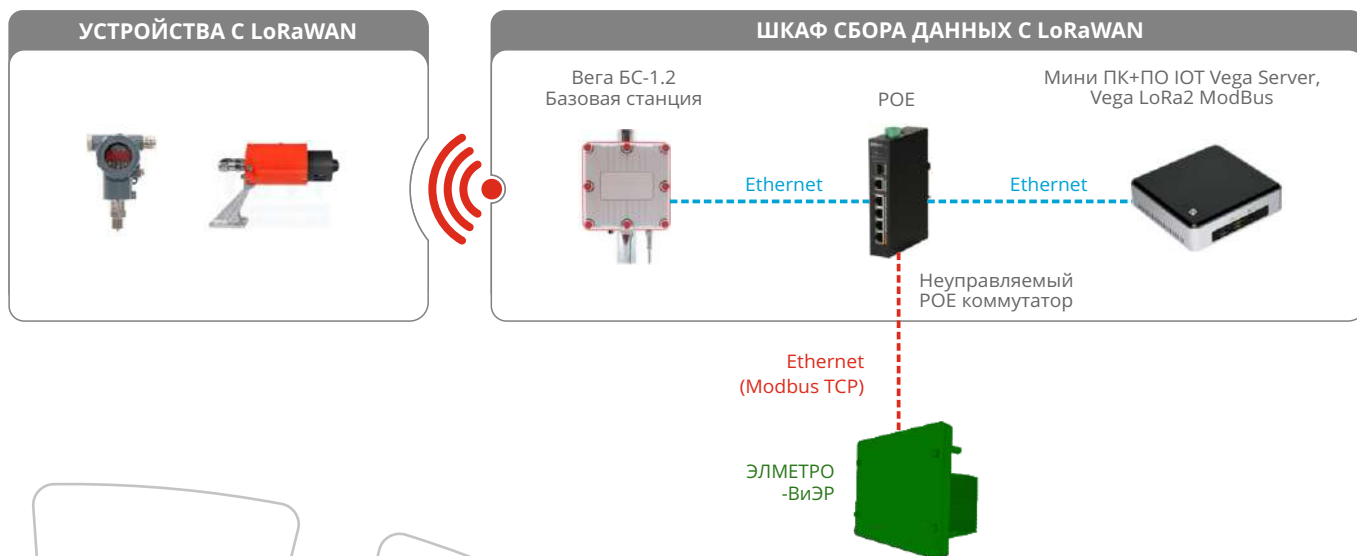 УСТРОЙСТВА С LoRaWAN
ШКАФ СБОРА ДАННЫХ С LoRaWAN
Вега БС-1.2
Базовая станция
POE
Мини ПК+ПО IOT Vega Server,
Vega LoRa2 ModBus
Ethernet
Ethernet
Неуправляемый
POE коммутатор
Ethernet
(Modbus TCP)
ЭЛМЕТРО
-ВиЭР